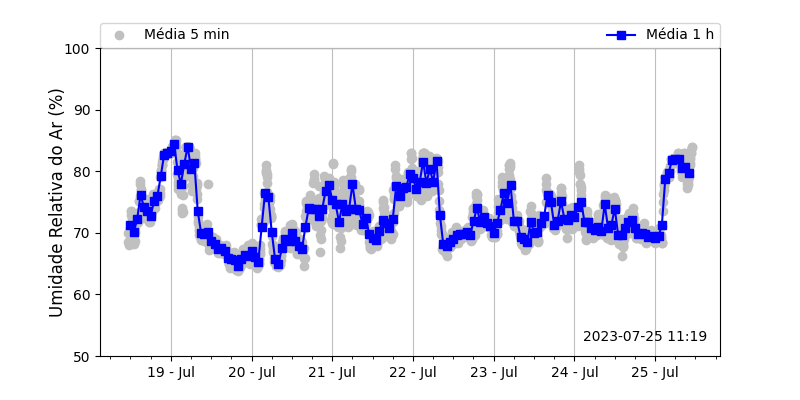 Média 5 min
Média 1 h
Umidade Relativa do Ar (%)
100
90
80
70
60
50
2023-07-25 11:19
19 - Jul
20 - Jul
21 - Jul
22 - Jul
23 - Jul
24 - Jul
25 - Jul